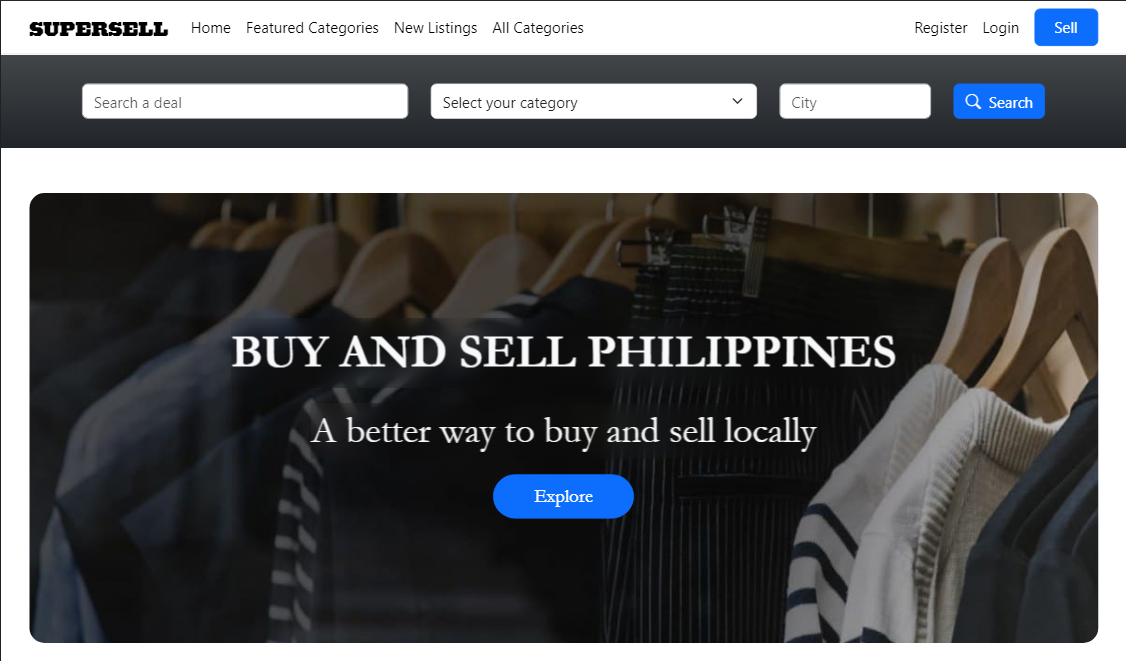 SUPERSELL Home Featured Categories New Listings All Categories Register Login Sell
Search a deal Select your category City Search
BUY AND SELL PHILIPPINES
A better way to buy and sell locally
Explore